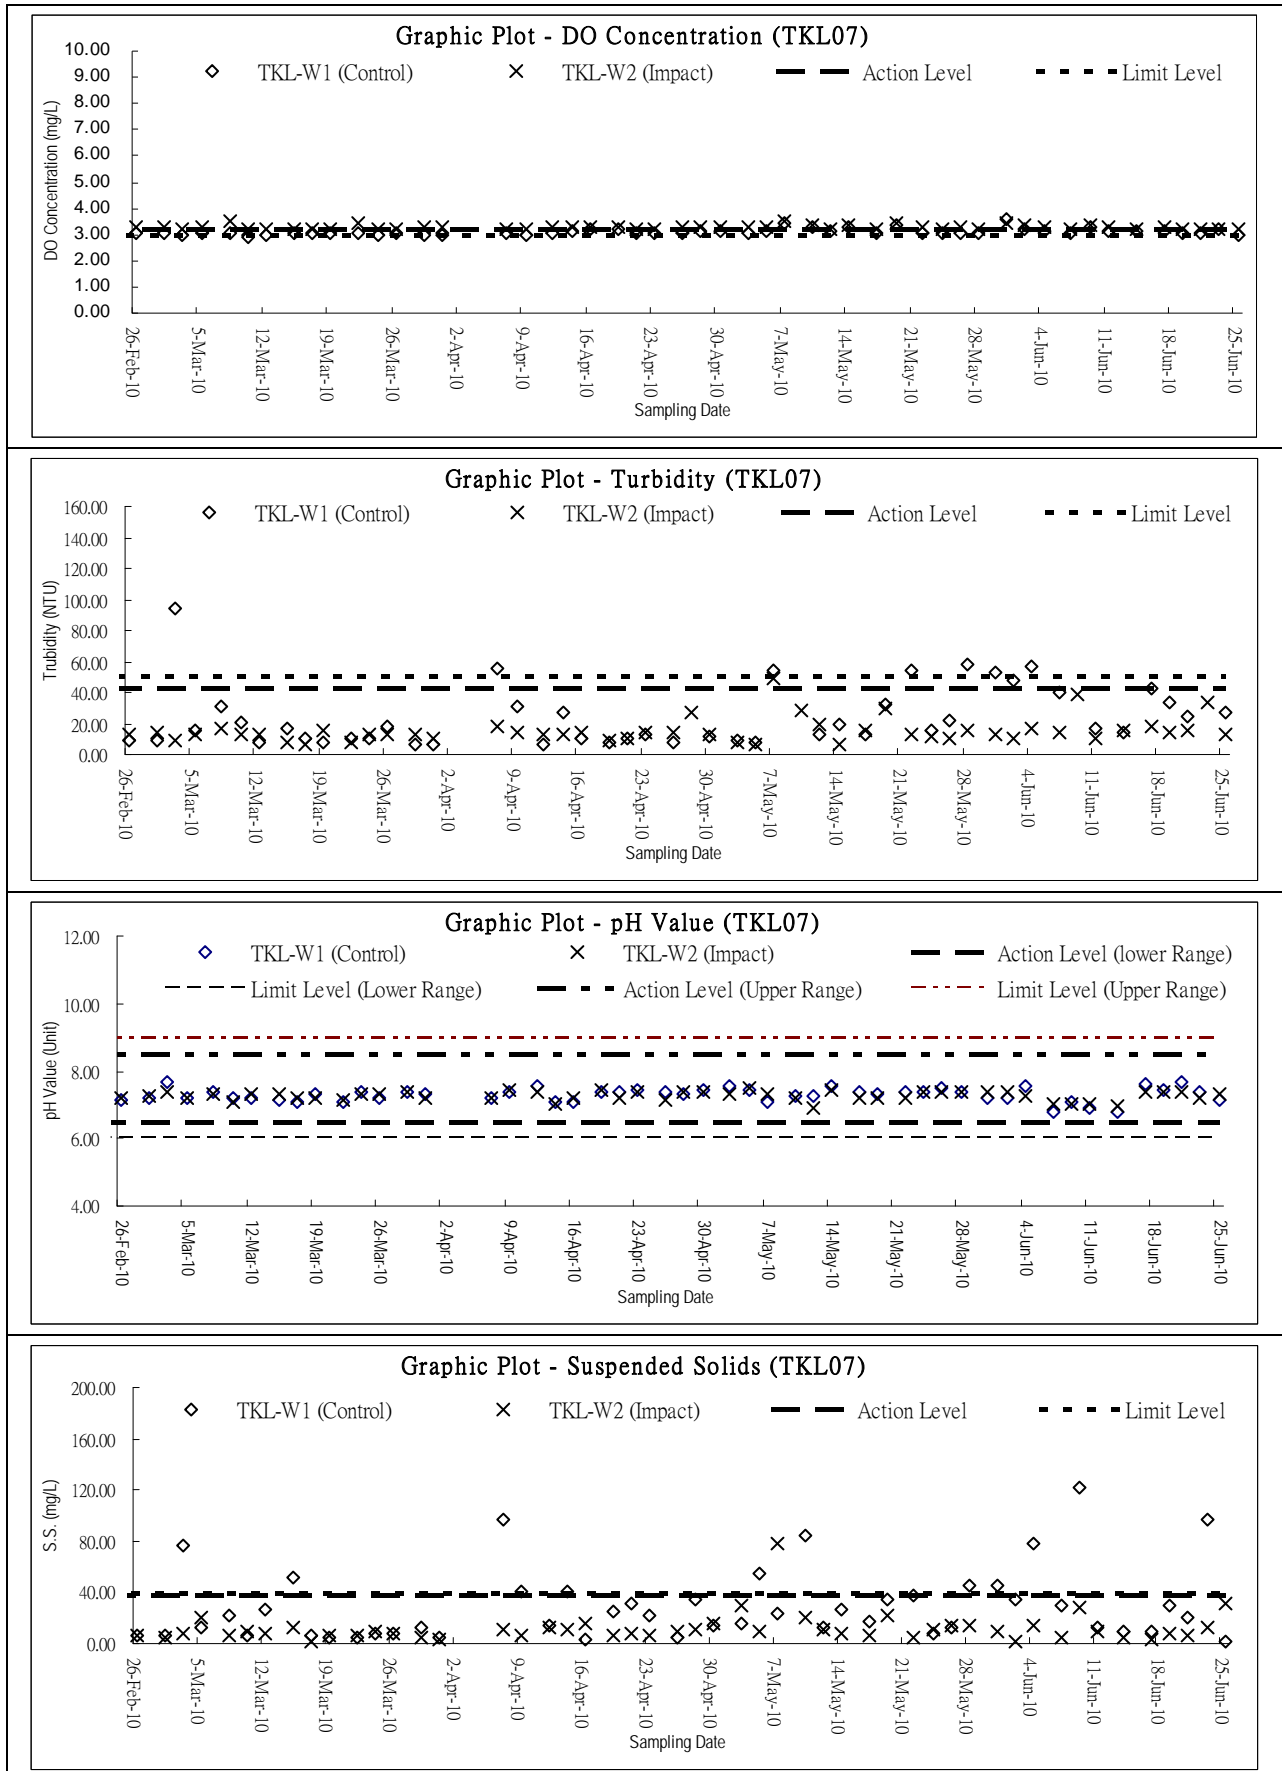 Graphic Plot - DO Concentration (TKL07)
10.00
9.00
8.00
7.00
6.00
5.00
4.00
3.00
2.00
1.00
0.00
DO Concentration (mg/L)
TKL-W1 (Control) TKL-W2 (Impact) Action Level Limit Level
26-Feb-10 5-Mar-10 12-Mar-10 19-Mar-10 26-Mar-10 2-Apr-10 9-Apr-10 16-Apr-10 23-Apr-10 30-Apr-10 7-May-10 14-May-10 21-May-10 28-May-10 4-Jun-10 11-Jun-10 18-Jun-10 25-Jun-10
Sampling Date
Graphic Plot - Turbidity (TKL07)
160.00
140.00
120.00
100.00
80.00
60.00
40.00
20.00
0.00
Trubidity (NTU)
TKL-W1 (Control) TKL-W2 (Impact) Action Level Limit Level
26-Feb-10 5-Mar-10 12-Mar-10 19-Mar-10 26-Mar-10 2-Apr-10 9-Apr-10 16-Apr-10 23-Apr-10 30-Apr-10 7-May-10 14-May-10 21-May-10 28-May-10 4-Jun-10 11-Jun-10 18-Jun-10 25-Jun-10
Sampling Date
Graphic Plot - pH Value (TKL07)
12.00
10.00
8.00
6.00
4.00
pH Value (Unit)
TKL-W1 (Control) TKL-W2 (Impact) Action Level (lower Range)
Limit Level (Lower Range) Action Level (Upper Range) Limit Level (Upper Range)
26-Feb-10 5-Mar-10 12-Mar-10 19-Mar-10 26-Mar-10 2-Apr-10 9-Apr-10 16-Apr-10 23-Apr-10 30-Apr-10 7-May-10 14-May-10 21-May-10 28-May-10 4-Jun-10 11-Jun-10 18-Jun-10 25-Jun-10
Sampling Date
Graphic Plot - Suspended Solids (TKL07)
200.00
160.00
120.00
80.00
40.00
0.00
S.S. (mg/L)
TKL-W1 (Control) TKL-W2 (Impact) Action Level Limit Level
26-Feb-10 5-Mar-10 12-Mar-10 19-Mar-10 26-Mar-10 2-Apr-10 9-Apr-10 16-Apr-10 23-Apr-10 30-Apr-10 7-May-10 14-May-10 21-May-10 28-May-10 4-Jun-10 11-Jun-10 18-Jun-10 25-Jun-10
Sampling Date